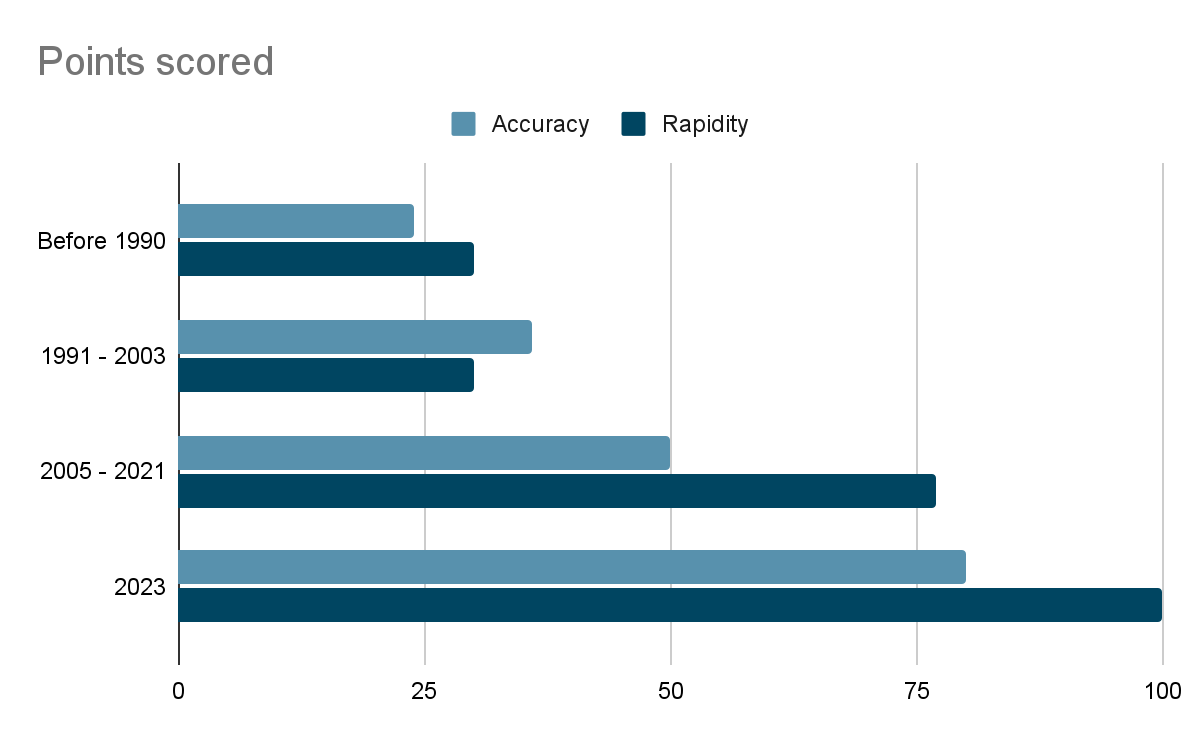 Points scored
Accuracy Rapidity
Before 1990
1991 - 2003
2005 - 2021
2023
0 25 50 75 100